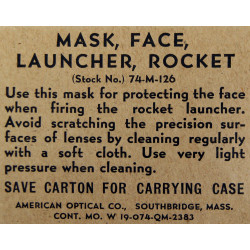 MASK, FACE,
LAUNCHER, ROCKET
(Stock No.) 74-M-126
Use this mask for protecting the face
when firing the rocket launcher.
Avoid scratching the precision sur-
faces of lenses by cleaning regularly
with a soft cloth. Use very light
pressure when cleaning.
SAVE CARTON FOR CARRYING CASE
AMERICAN OPTICAL CO., SOUTHBRIDGE, MASS.
CONT. MO. W 19-074-QM-2383